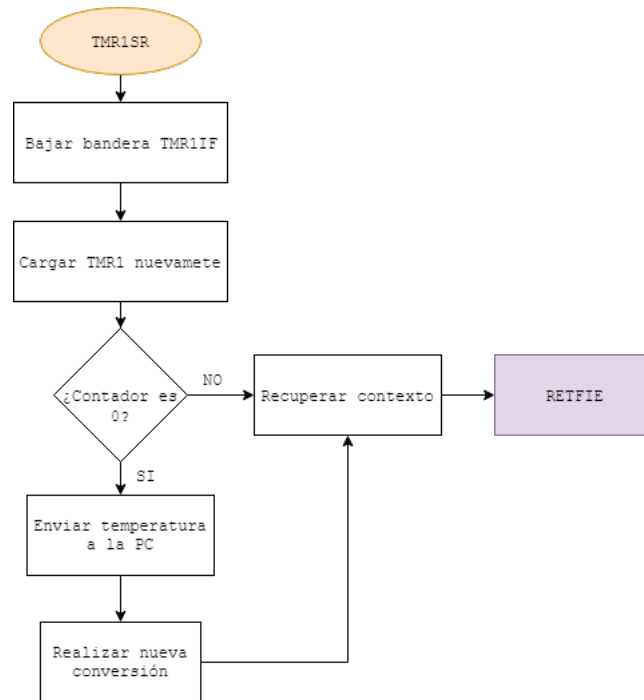 TMR1SR
Bajar bandera TMR1IF
Cargar TMR1 nuevamete
¿Contador es
0?
NO
Recuperar contexto
RETFIE
SI
Enviar temperatura
a la PC
Realizar nueva
conversión